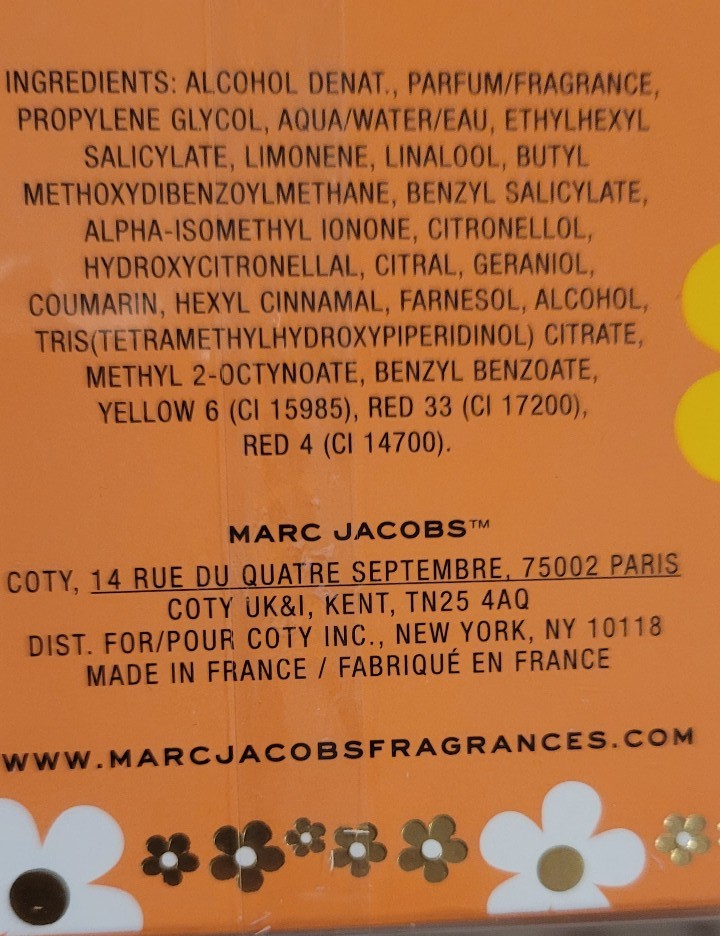 INGREDIENTS: ALCOHOL DENAT., PARFUM/FRAGRANCE,
PROPYLENE GLYCOL, AQUA/WATER/EAU, ETHYLHEXYL
SALICYLATE, LIMONENE, LINALOOL, BUTYL
METHOXYDIBENZOYLMETHANE, BENZYL SALICYLATE,
ALPHA-ISOMETHYL IONONE, CITRONELLOL,
HYDROXYCITRONELLAL, CITRAL, GERANIOL,
COUMARIN, HEXYL CINNAMAL, FARNESOL, ALCOHOL,
TRIS(TETRAMETHYLHYDROXYPIPERIDINOL) CITRATE,
METHYL 2-OCTYNOATE, BENZYL BENZOATE,
YELLOW 6 (CI 15985), RED 33 (CI 17200),
RED 4 (CI 14700).
MARC JACOBS™
COTY, 14 RUE DU QUATRE SEPTEMBRE, 75002 PARIS
COTY UK&I, KENT, TN25 4AQ
DIST. FOR/POUR COTY INC., NEW YORK, NY 10118
MADE IN FRANCE / FABRIQUÉ EN FRANCE
WWW.MARCJACOBSFRAGRANCES.COM